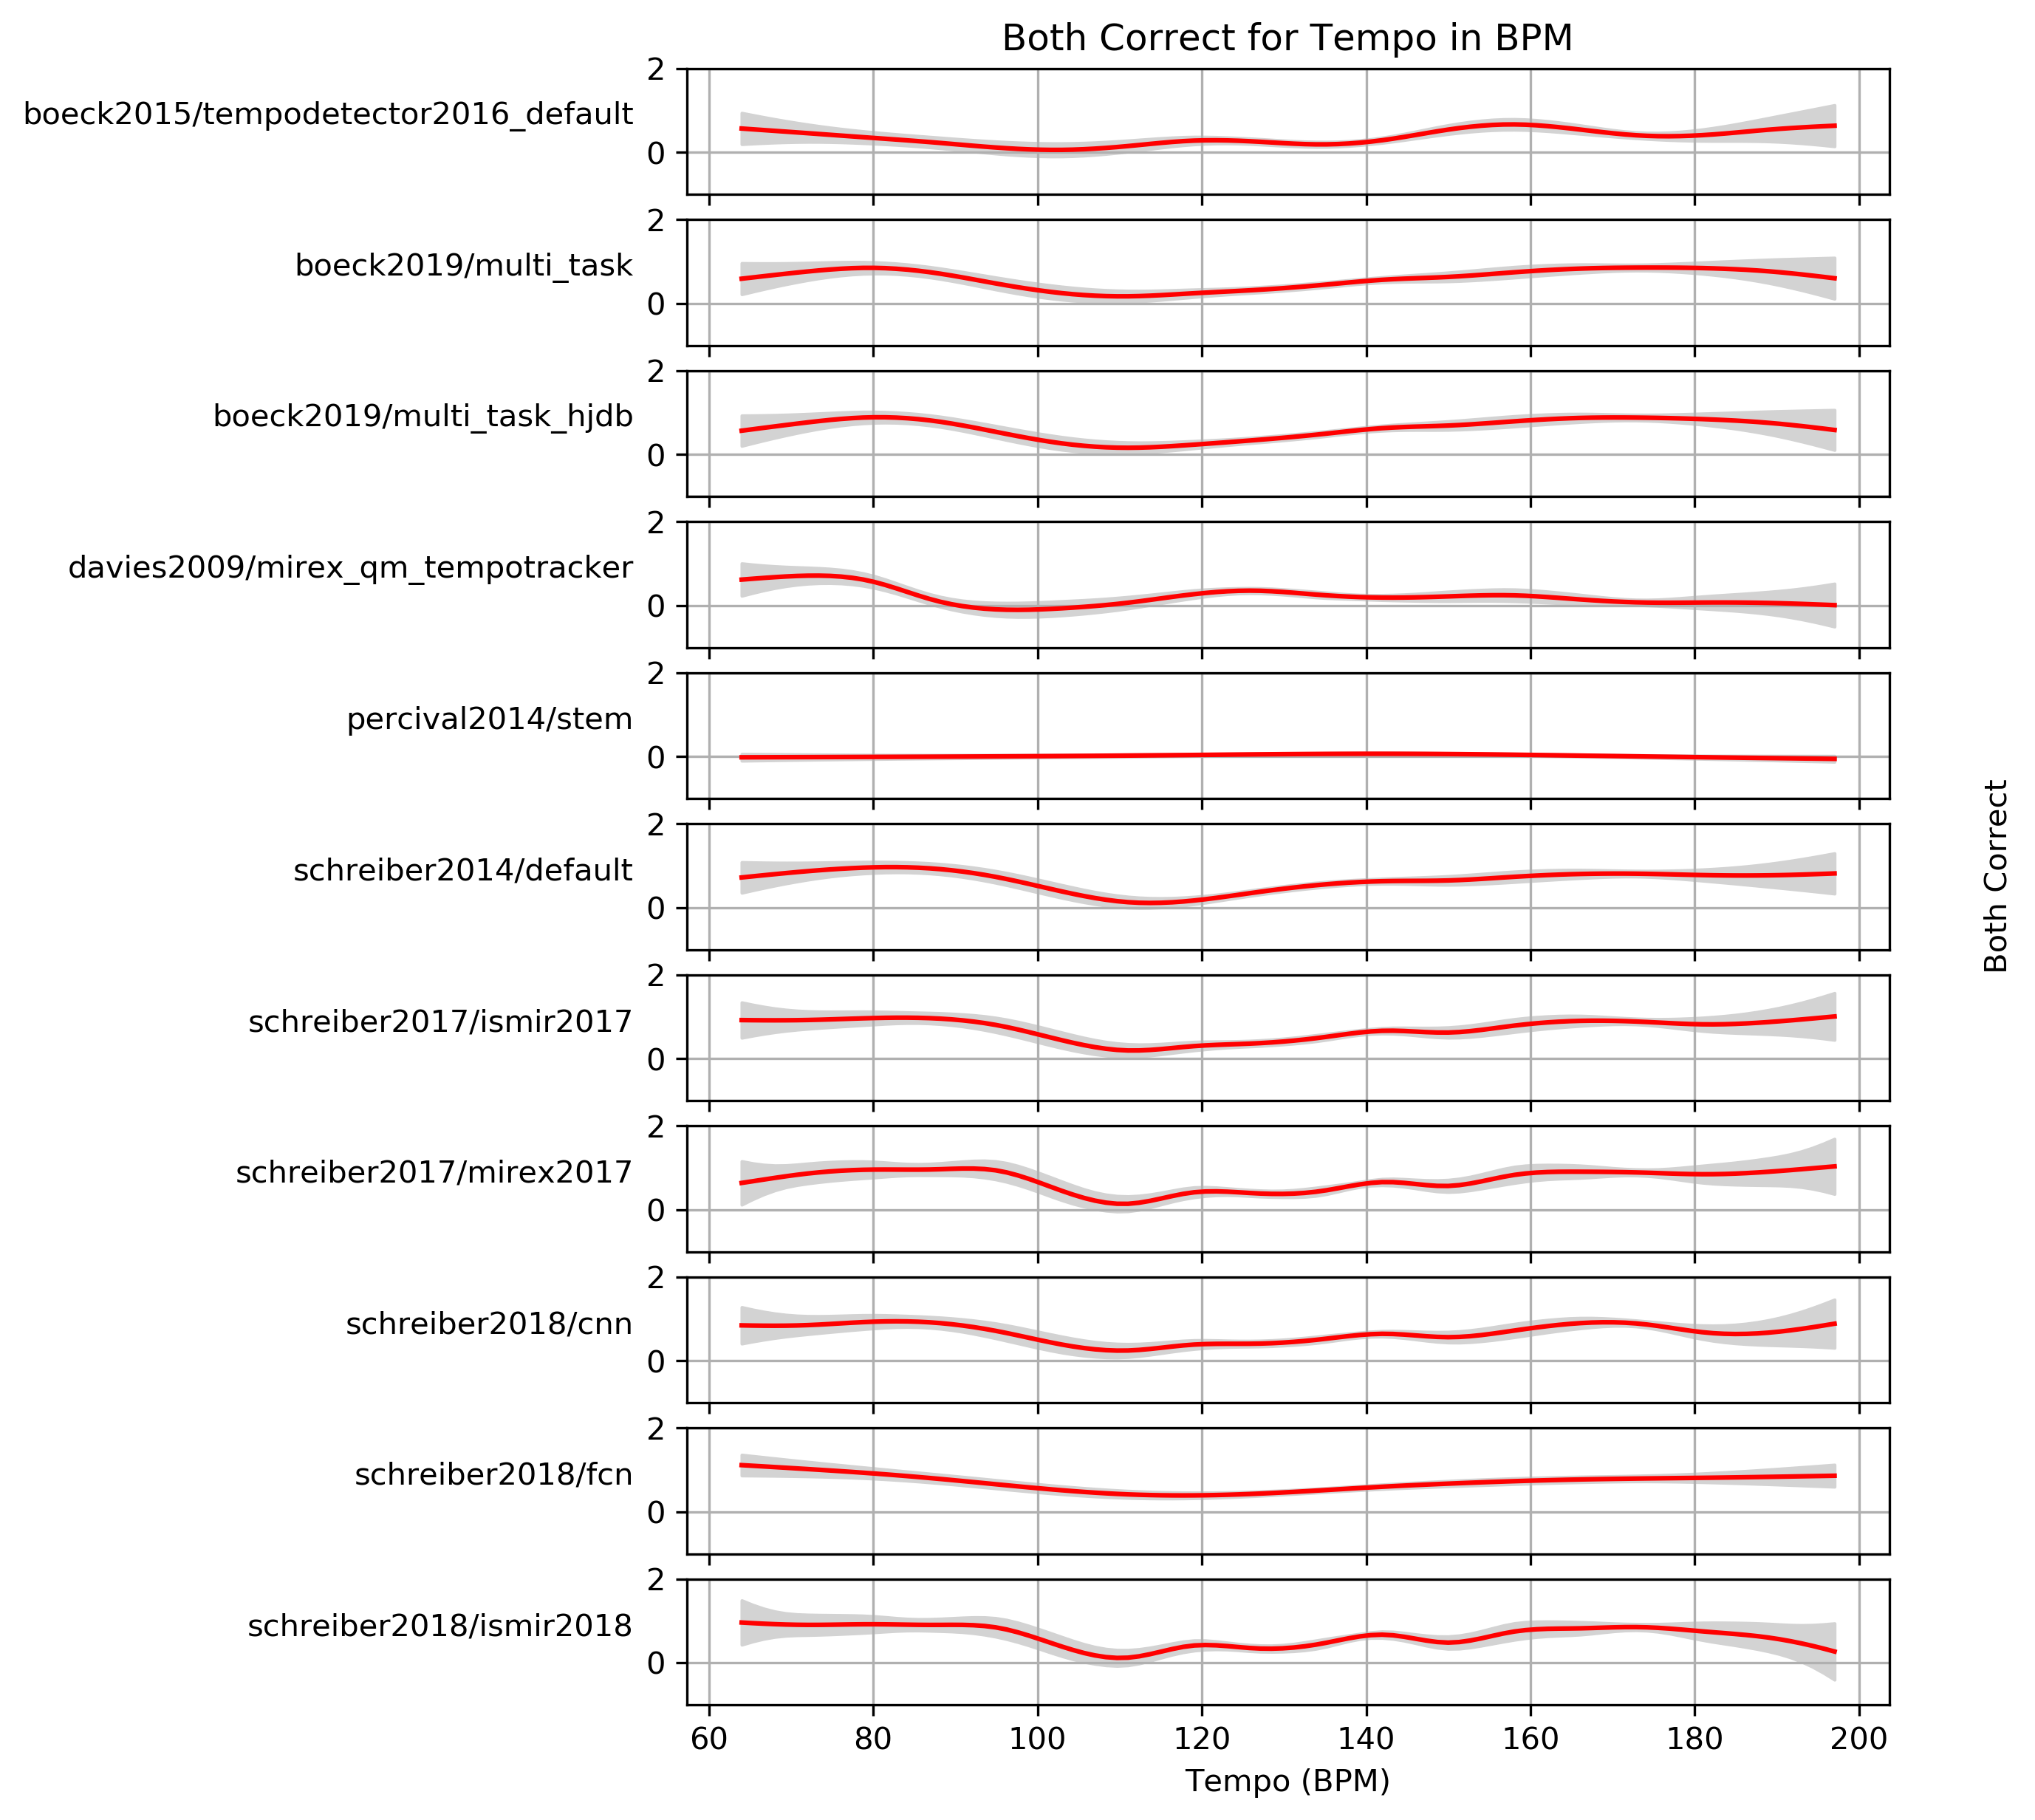 Both Correct for Tempo in BPM
boeck2015/tempodetector2016_default
2
0
boeck2019/multi_task
2
0
boeck2019/multi_task_hjdb
2
0
davies2009/mirex_qm_tempotracker
2
0
percival2014/stem
2
0
schreiber2014/default
2
0
schreiber2017/ismir2017
2
0
schreiber2017/mirex2017
2
0
schreiber2018/cnn
2
0
schreiber2018/fcn
2
0
schreiber2018/ismir2018
2
0
60 80 100 120 140 160 180 200
Tempo (BPM)
Both Correct